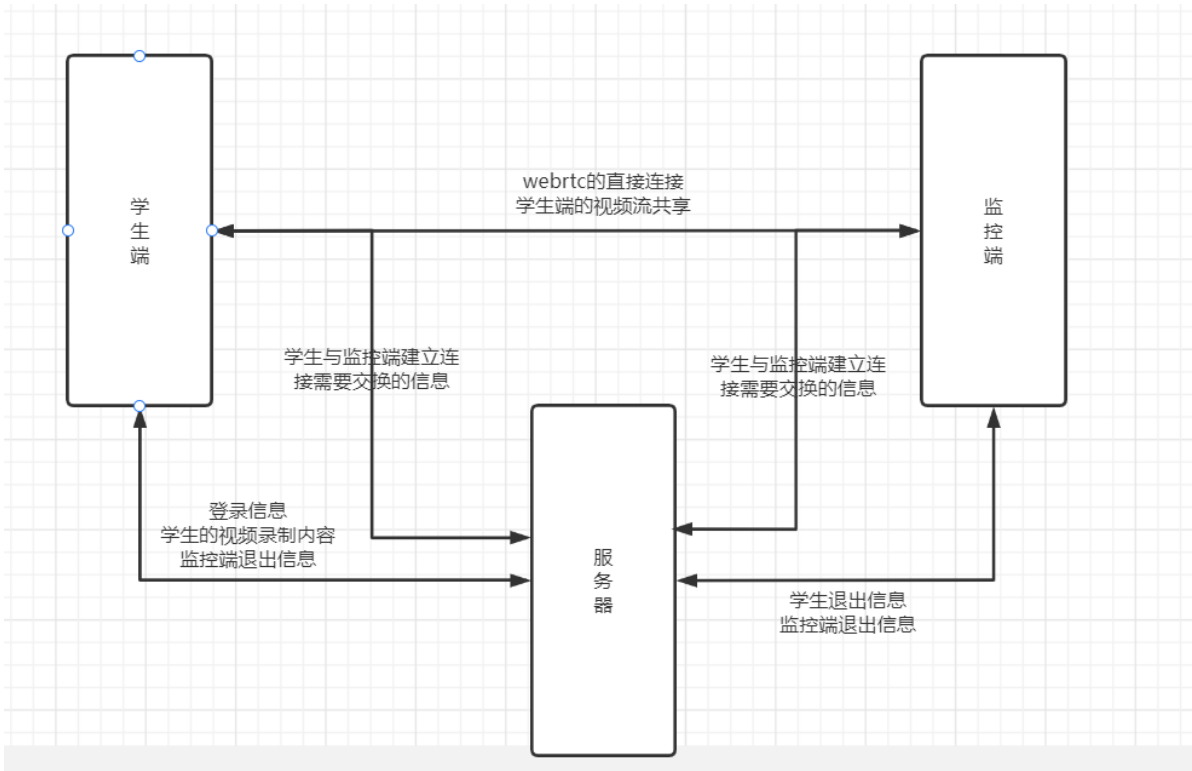 webrtc的直接连接
学生端的视频流共享
学
生
端
监
控
端
学生与监控端建立连
接需要交换的信息
学生与监控端建立连
接需要交换的信息
登录信息
学生的视频录制内容
监控端退出信息
服
务
器
学生退出信息
监控端退出信息